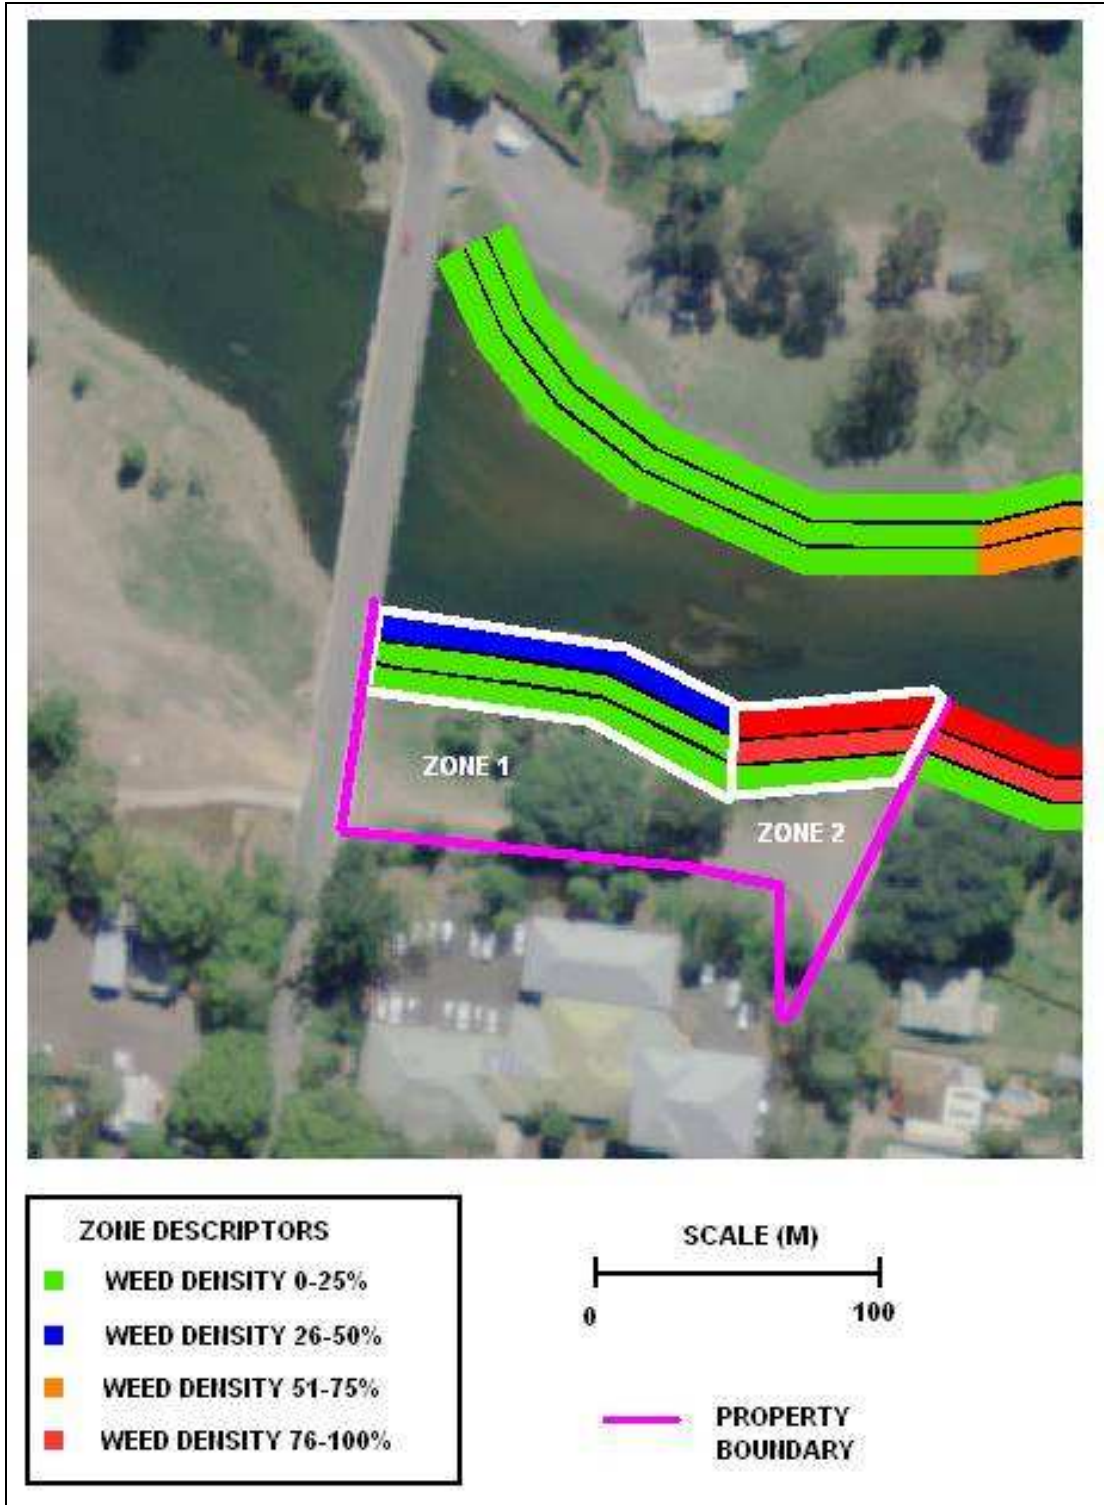 ZONE 1
ZONE 2
ZONE DESCRIPTORS
WEED DENSITY 0-25%
WEED DENSITY 26-50%
WEED DENSITY 51-75%
WEED DENSITY 76-100%
SCALE (M)
0 100
PROPERTY
BOUNDARY